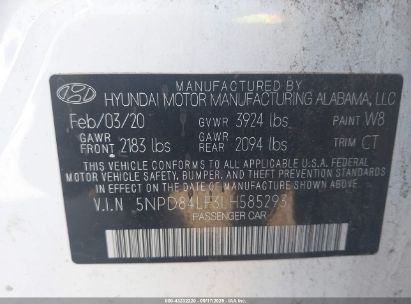 MANUFACTURED BY
HYUNDAI MOTOR MANUFACTURING ALABAMA, LLC
Feb/03/20 GVWR 3924 lbs PAINT W8
GAWR FRONT 2183 lbs GAWR REAR 2094 lbs TRIM CT
THIS VEHICLE CONFORMS TO ALL APPLICABLE U.S. FEDERAL
MOTOR VEHICLE SAFETY, BUMPER, AND THEFT PREVENTION
STANDARDS IN EFFECT ON THE DATE OF MANUFACTURE SHOWN ABOVE.
V.I.N 5NPD84LF3LH585293
PASSENGER CAR